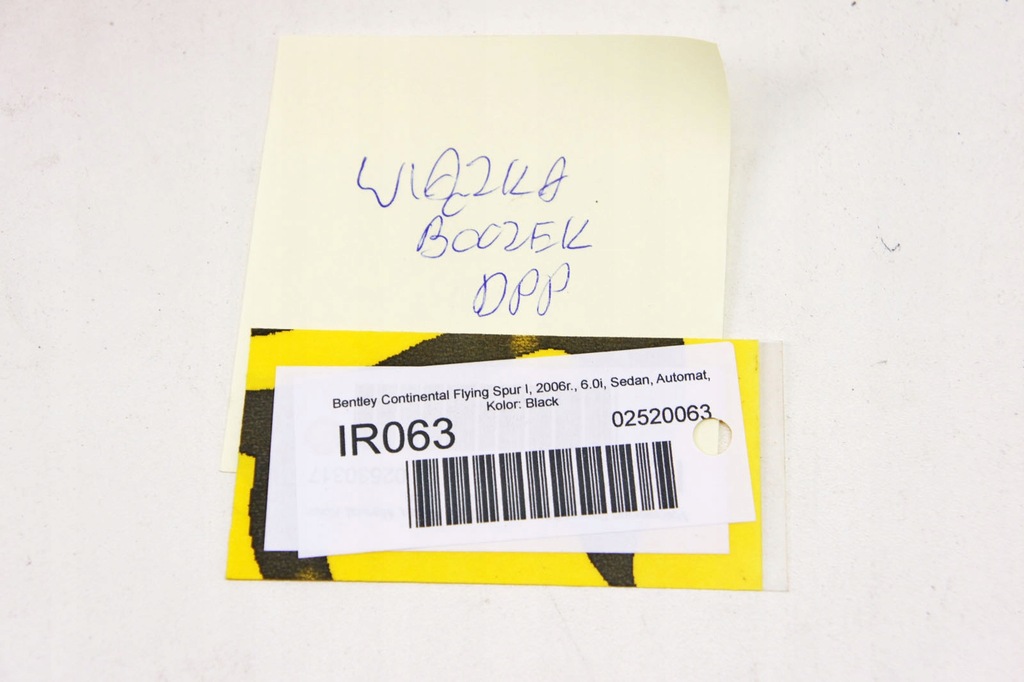 WIĄZKA
BOCZEK
DPP
Bentley Continental Flying Spur I, 2006r., 6.0i, Sedan, Automat,
Kolor: Black
IR063
02520063